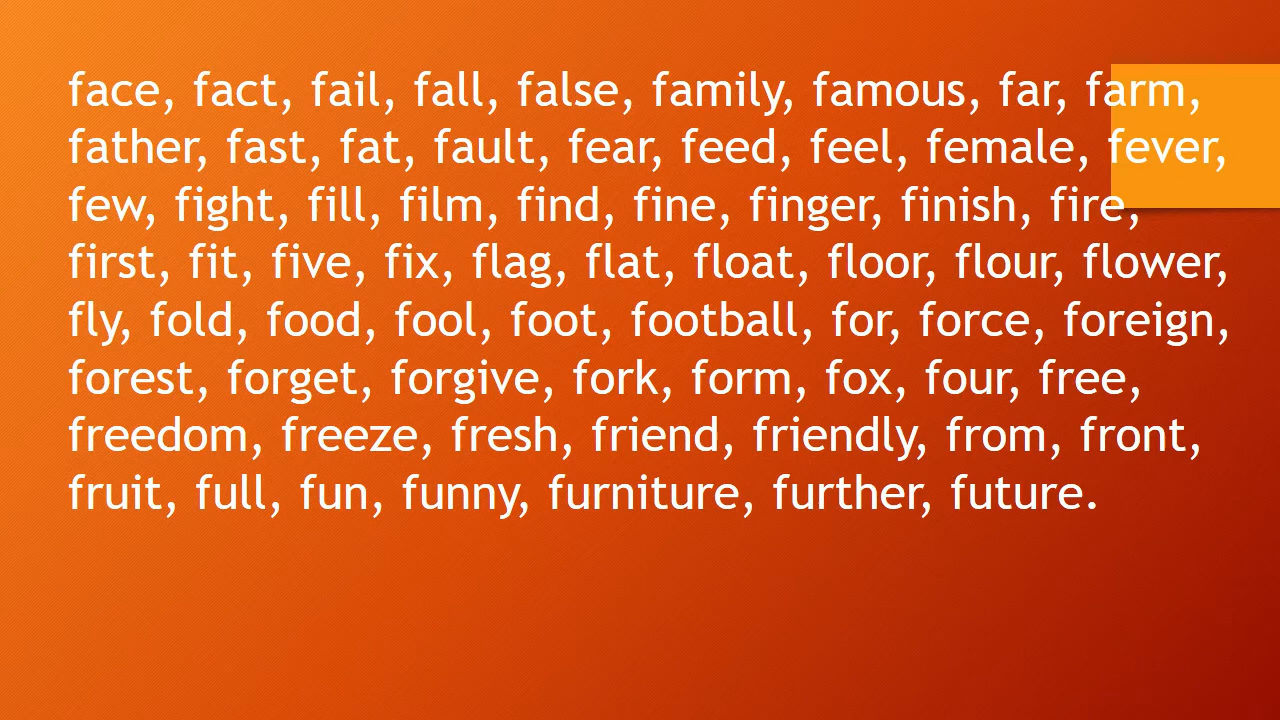 face, fact, fail, fall, false, family, famous, far, farm,
father, fast, fat, fault, fear, feed, feel, female, fever,
few, fight, fill, film, find, fine, finger, finish, fire,
first, fit, five, fix, flag, flat, float, floor, flour, flower,
fly, fold, food, fool, foot, football, for, force, foreign,
forest, forget, forgive, fork, form, fox, four, free,
freedom, freeze, fresh, friend, friendly, from, front,
fruit, full, fun, funny, furniture, further, future.